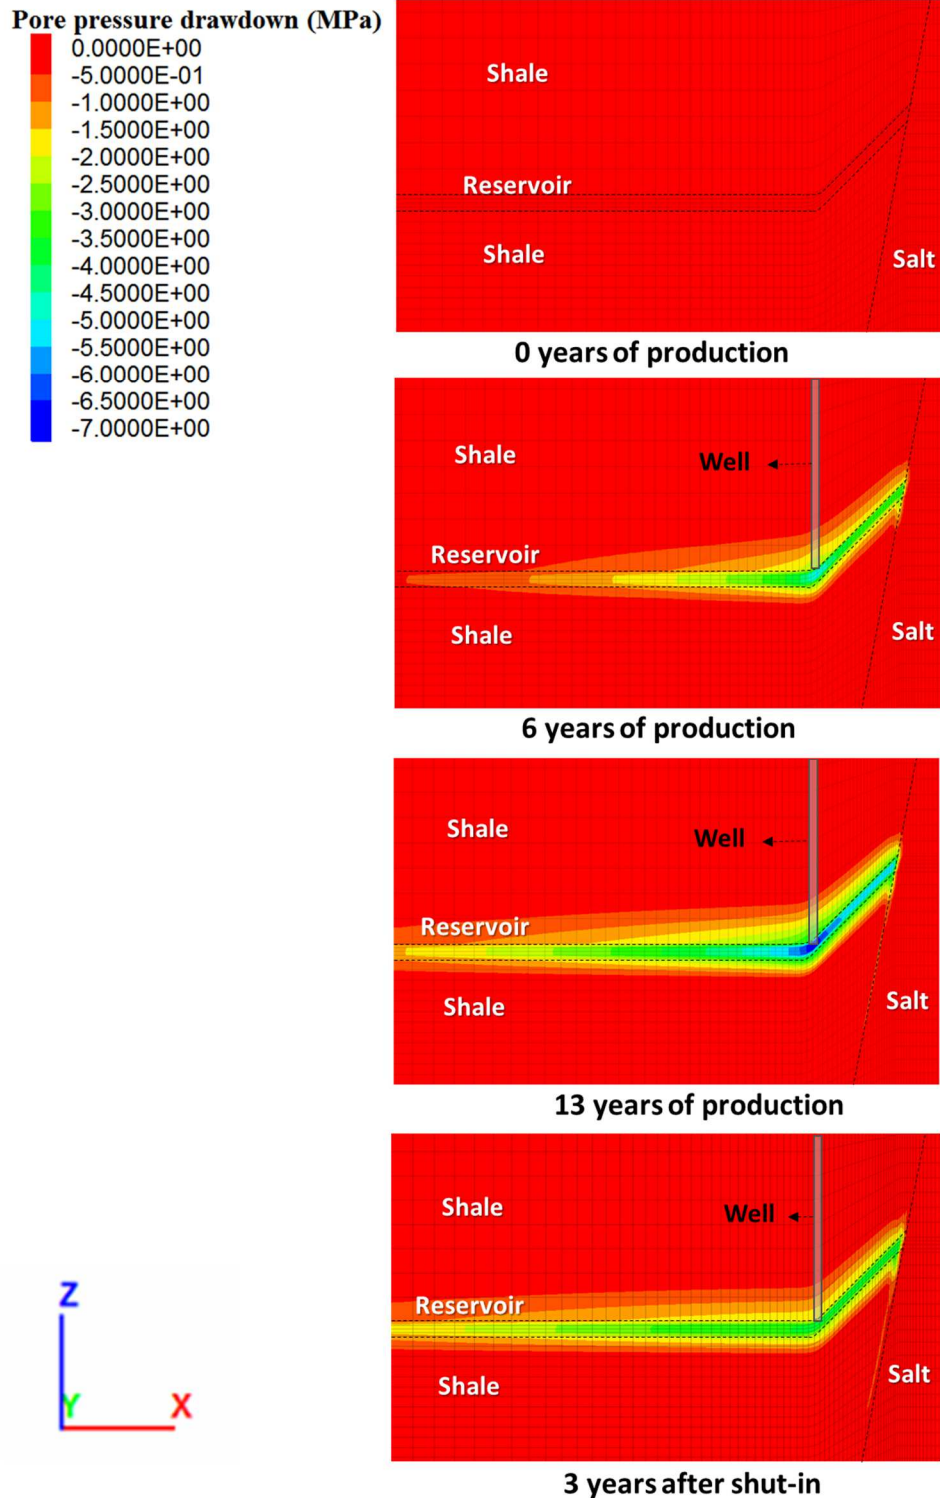 Pore pressure drawdown (MPa)
0.0000E+00
-5.0000E-01
-1.0000E+00
-1.5000E+00
-2.0000E+00
-2.5000E+00
-3.0000E+00
-3.5000E+00
-4.0000E+00
-4.5000E+00
-5.0000E+00
-5.5000E+00
-6.0000E+00
-6.5000E+00
-7.0000E+00
Shale
Reservoir
Shale
Salt
0 years of production
Shale
Well
Reservoir
Shale
Salt
6 years of production
Shale
Well
Reservoir
Shale
Salt
13 years of production
Shale
Well
Reservoir
Shale
Salt
3 years after shut-in
Z
Y
X